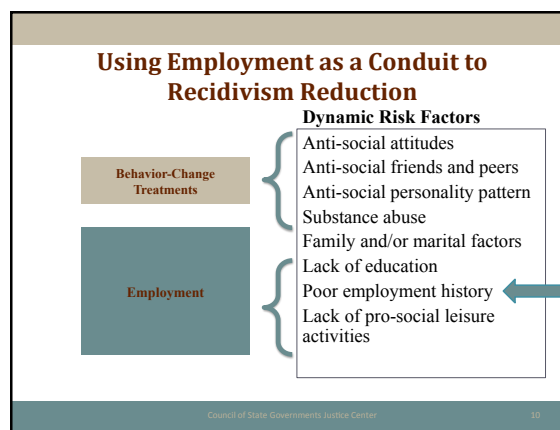 Using Employment as a Conduit to
Recidivism Reduction
Dynamic Risk Factors
Behavior-Change
Treatments
Anti-social attitudes
Anti-social friends and peers
Anti-social personality pattern
Substance abuse
Family and/or marital factors
Employment
Lack of education
Poor employment history
Lack of pro-social leisure
activities
Council of State Governments Justice Center
10